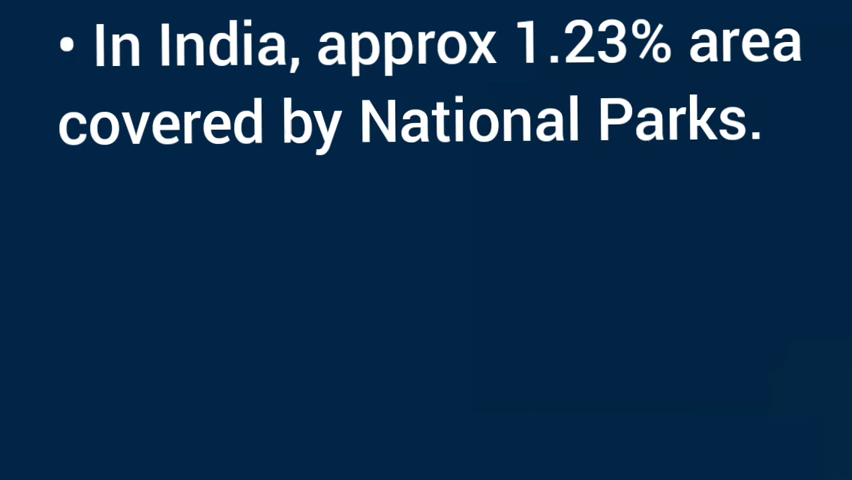 • In India, approx 1.23% area
covered by National Parks.